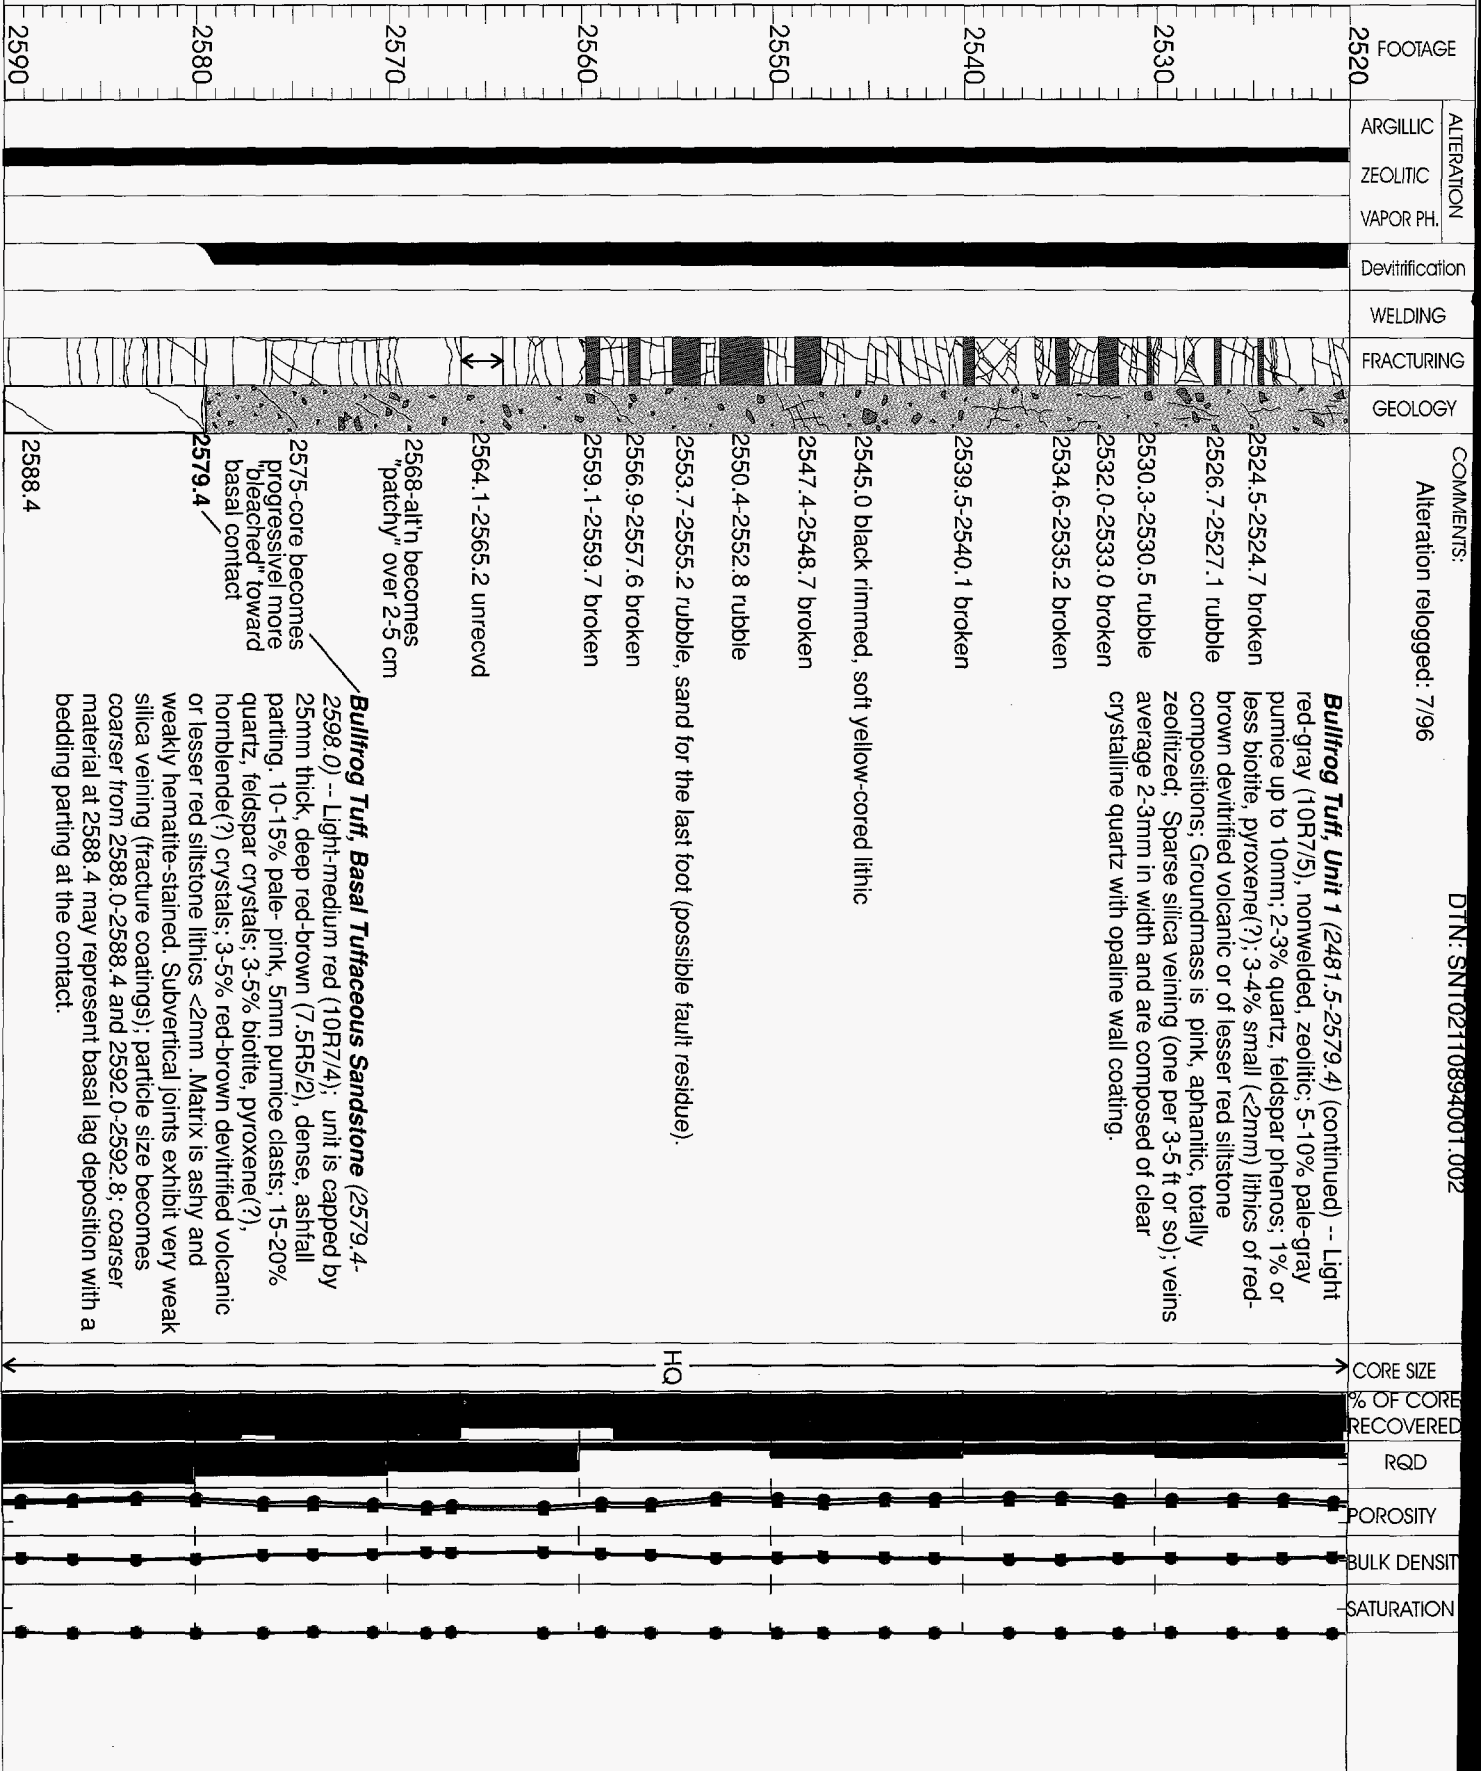 FOOTAGE
ALTERATION
ARGILLIC
ZEOLITIC
VAPOR PH.
Devitrification
WELDING
FRACTURING
GEOLOGY
COMMENTS:
DTN: SNT02110894001.002
Alteration relogged: 7/96
CORE SIZE
% OF CORE
RECOVERED
RQD
POROSITY
BULK DENSIT
SATURATION
2520
2530
2540
2550
2560
2570
2580
2590
2524.5-2524.7 broken
2526.7-2527.1 rubble
2530.3-2530.5 rubble
2532.0-2533.0 broken
2534.6-2535.2 broken
2539.5-2540.1 broken
2545.0 black rimmed, soft yellow-cored lithic
2547.4-2548.7 broken
2550.4-2552.8 rubble
2553.7-2555.2 rubble, sand for the last foot (possible fault residue).
2556.9-2557.6 broken
2559.1-2559.7 broken
2564.1-2565.2 unrecvd
2568-alt'n becomes
"patchy" over 2-5 cm
2575-core becomes
progressivel more
"bleached" toward
basal contact
2579.4
2588.4
Bullfrog Tuff, Unit 1 (2481.5-2579.4) (continued) -- Light
red-gray (10R7/5), nonwelded, zeolitic; 5-10% pale-gray
pumice up to 10mm; 2-3% quartz, feldspar phenos; 1% or
less biotite, pyroxene(?); 3-4% small (<2mm) lithics of red-
brown devitrified volcanic or of lesser red siltstone
compositions; Groundmass is pink, aphanitic, totally
zeolitized; Sparse silica veining (one per 3-5 ft or so); veins
average 2-3mm in width and are composed of clear
crystalline quartz with opaline wall coating.
Bullfrog Tuff, Basal Tuffaceous Sandstone (2579.4-
2598.0) -- Light-medium red (10R7/4); unit is capped by
25mm thick, deep red-brown (7.5R5/2), dense, ashfall
parting. 10-15% pale- pink, 5mm pumice clasts; 15-20%
quartz, feldspar crystals; 3-5% biotite, pyroxene(?),
hornblende(?) crystals; 3-5% red-brown devitrified volcanic
or lesser red siltstone lithics <2mm .Matrix is ashy and
weakly hematite-stained. Subvertical joints exhibit very weak
silica veining (fracture coatings); particle size becomes
coarser from 2588.0-2588.4 and 2592.0-2592.8; coarser
material at 2588.4 may represent basal lag deposition with a
bedding parting at the contact.
HQ